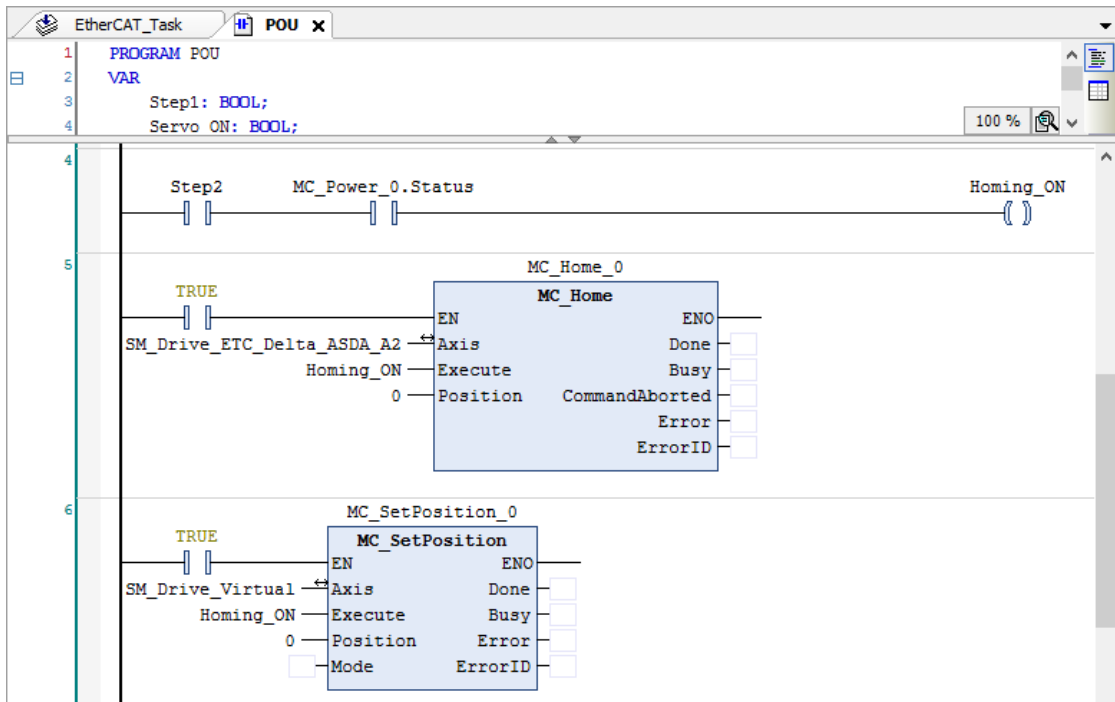 EtherCAT_Task POU
1 PROGRAM POU
2 VAR
3 Step1: BOOL;
4 Servo ON: BOOL;
100 %
4
Step2 MC_Power_0.Status Homing_ON
5 MC_Home_0
TRUE MC_Home
EN ENO
SM_Drive_ETC_Delta_ASDA_A2 Axis Done
Homing_ON Execute Busy
0 Position CommandAborted
Error
ErrorID
6 MC_SetPosition_0
TRUE MC_SetPosition
EN ENO
SM_Drive_Virtual Axis Done
Homing_ON Execute Busy
0 Position Error
Mode ErrorID